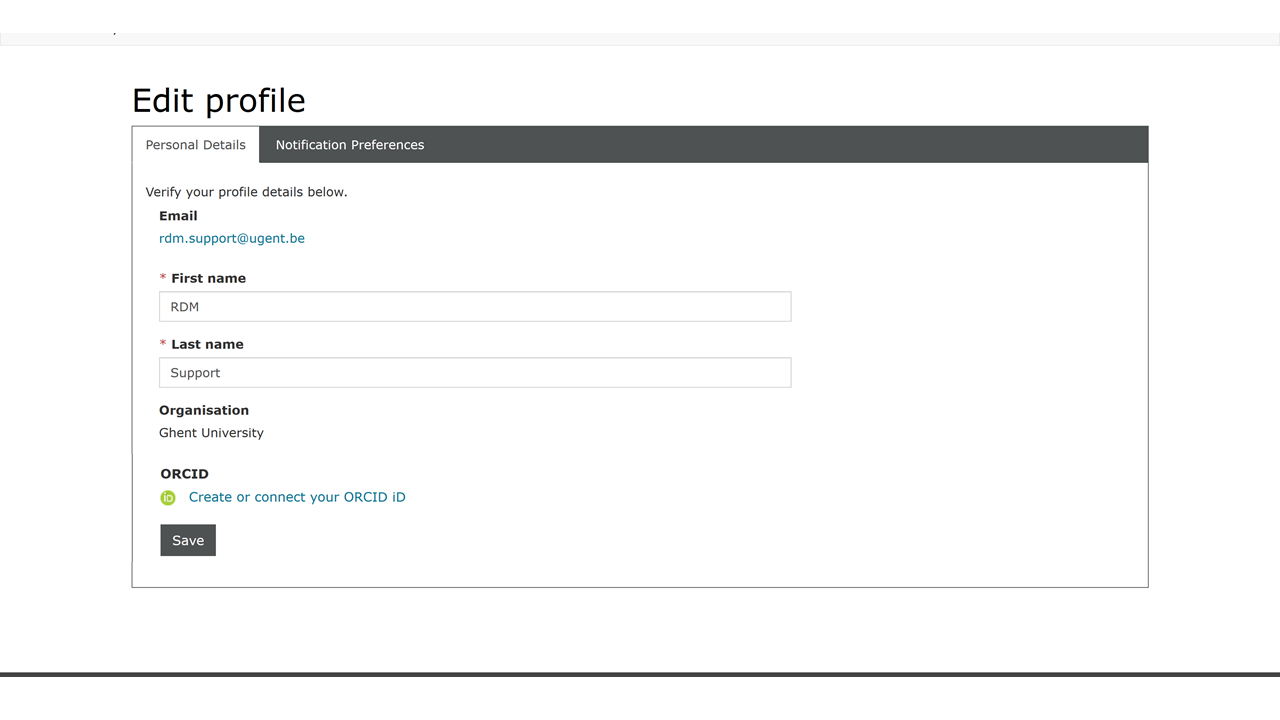 Edit profile
Personal Details
Notification Preferences
Verify your profile details below.
Email
rdm.support@ugent.be
* First name
RDM
* Last name
Support
Organisation
Ghent University
ORCID
iD Create or connect your ORCID iD
Save